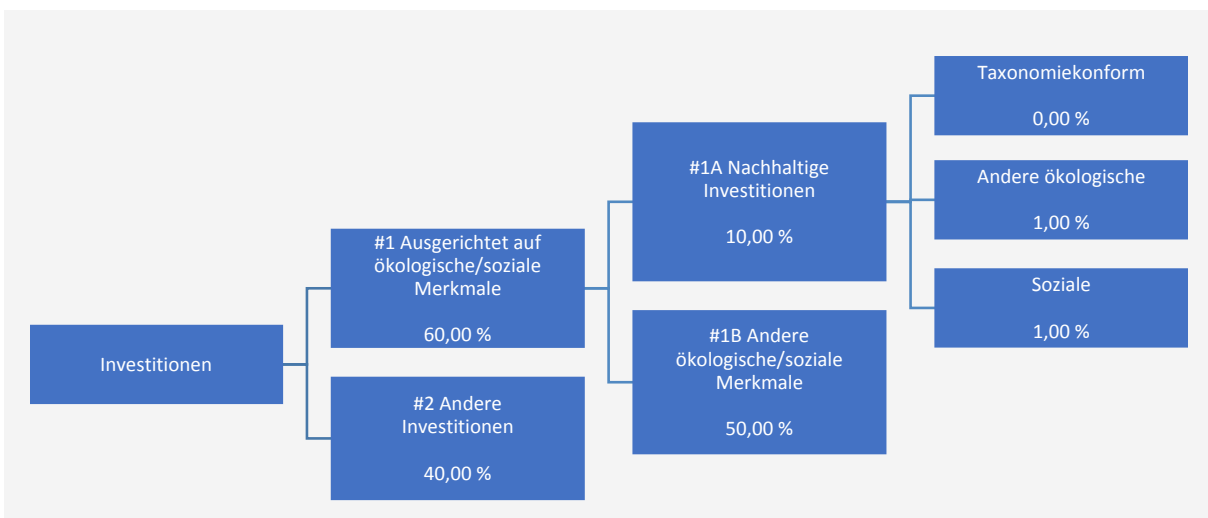 Investitionen
#1 Ausgerichtet auf
ökologische/soziale
Merkmale
60,00 %
#2 Andere
Investitionen
40,00 %
#1A Nachhaltige
Investitionen
10,00 %
#1B Andere
ökologische/soziale
Merkmale
50,00 %
Taxonomiekonform
0,00 %
Andere ökologische
1,00 %
Soziale
1,00 %